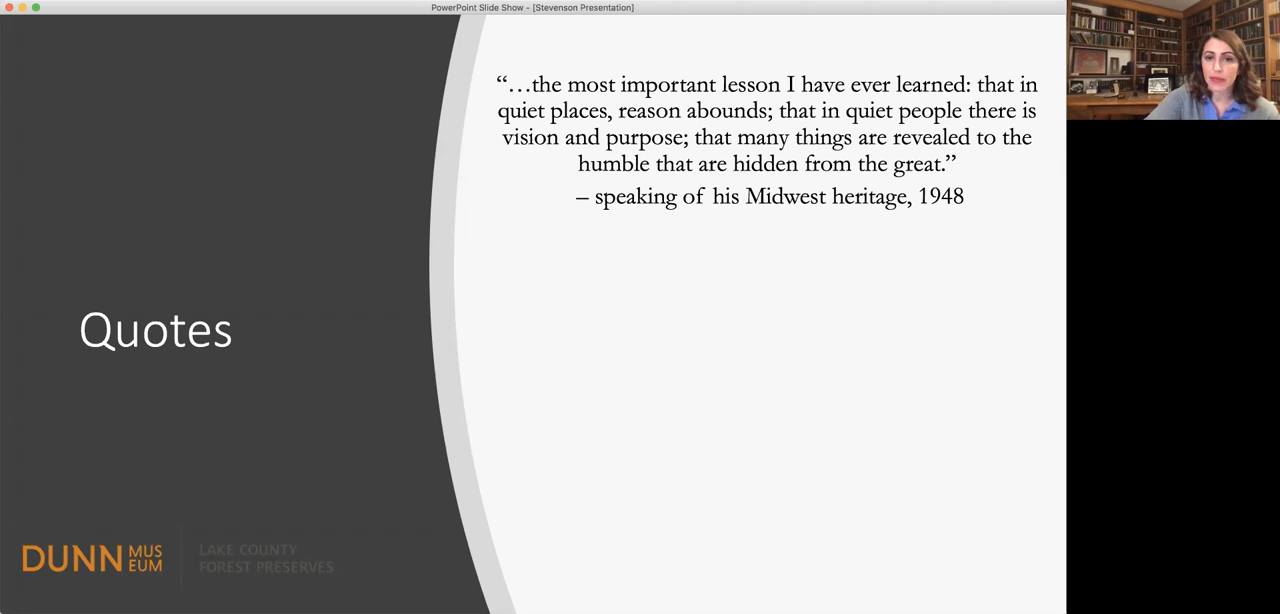 PowerPoint Slide Show - [Stevenson Presentation]
“…the most important lesson I have ever learned: that in
quiet places, reason abounds; that in quiet people there is
vision and purpose; that many things are revealed to the
humble that are hidden from the great.”
– speaking of his Midwest heritage, 1948
Quotes
DUNN MUS
EUM
LAKE COUNTY
FOREST PRESERVES